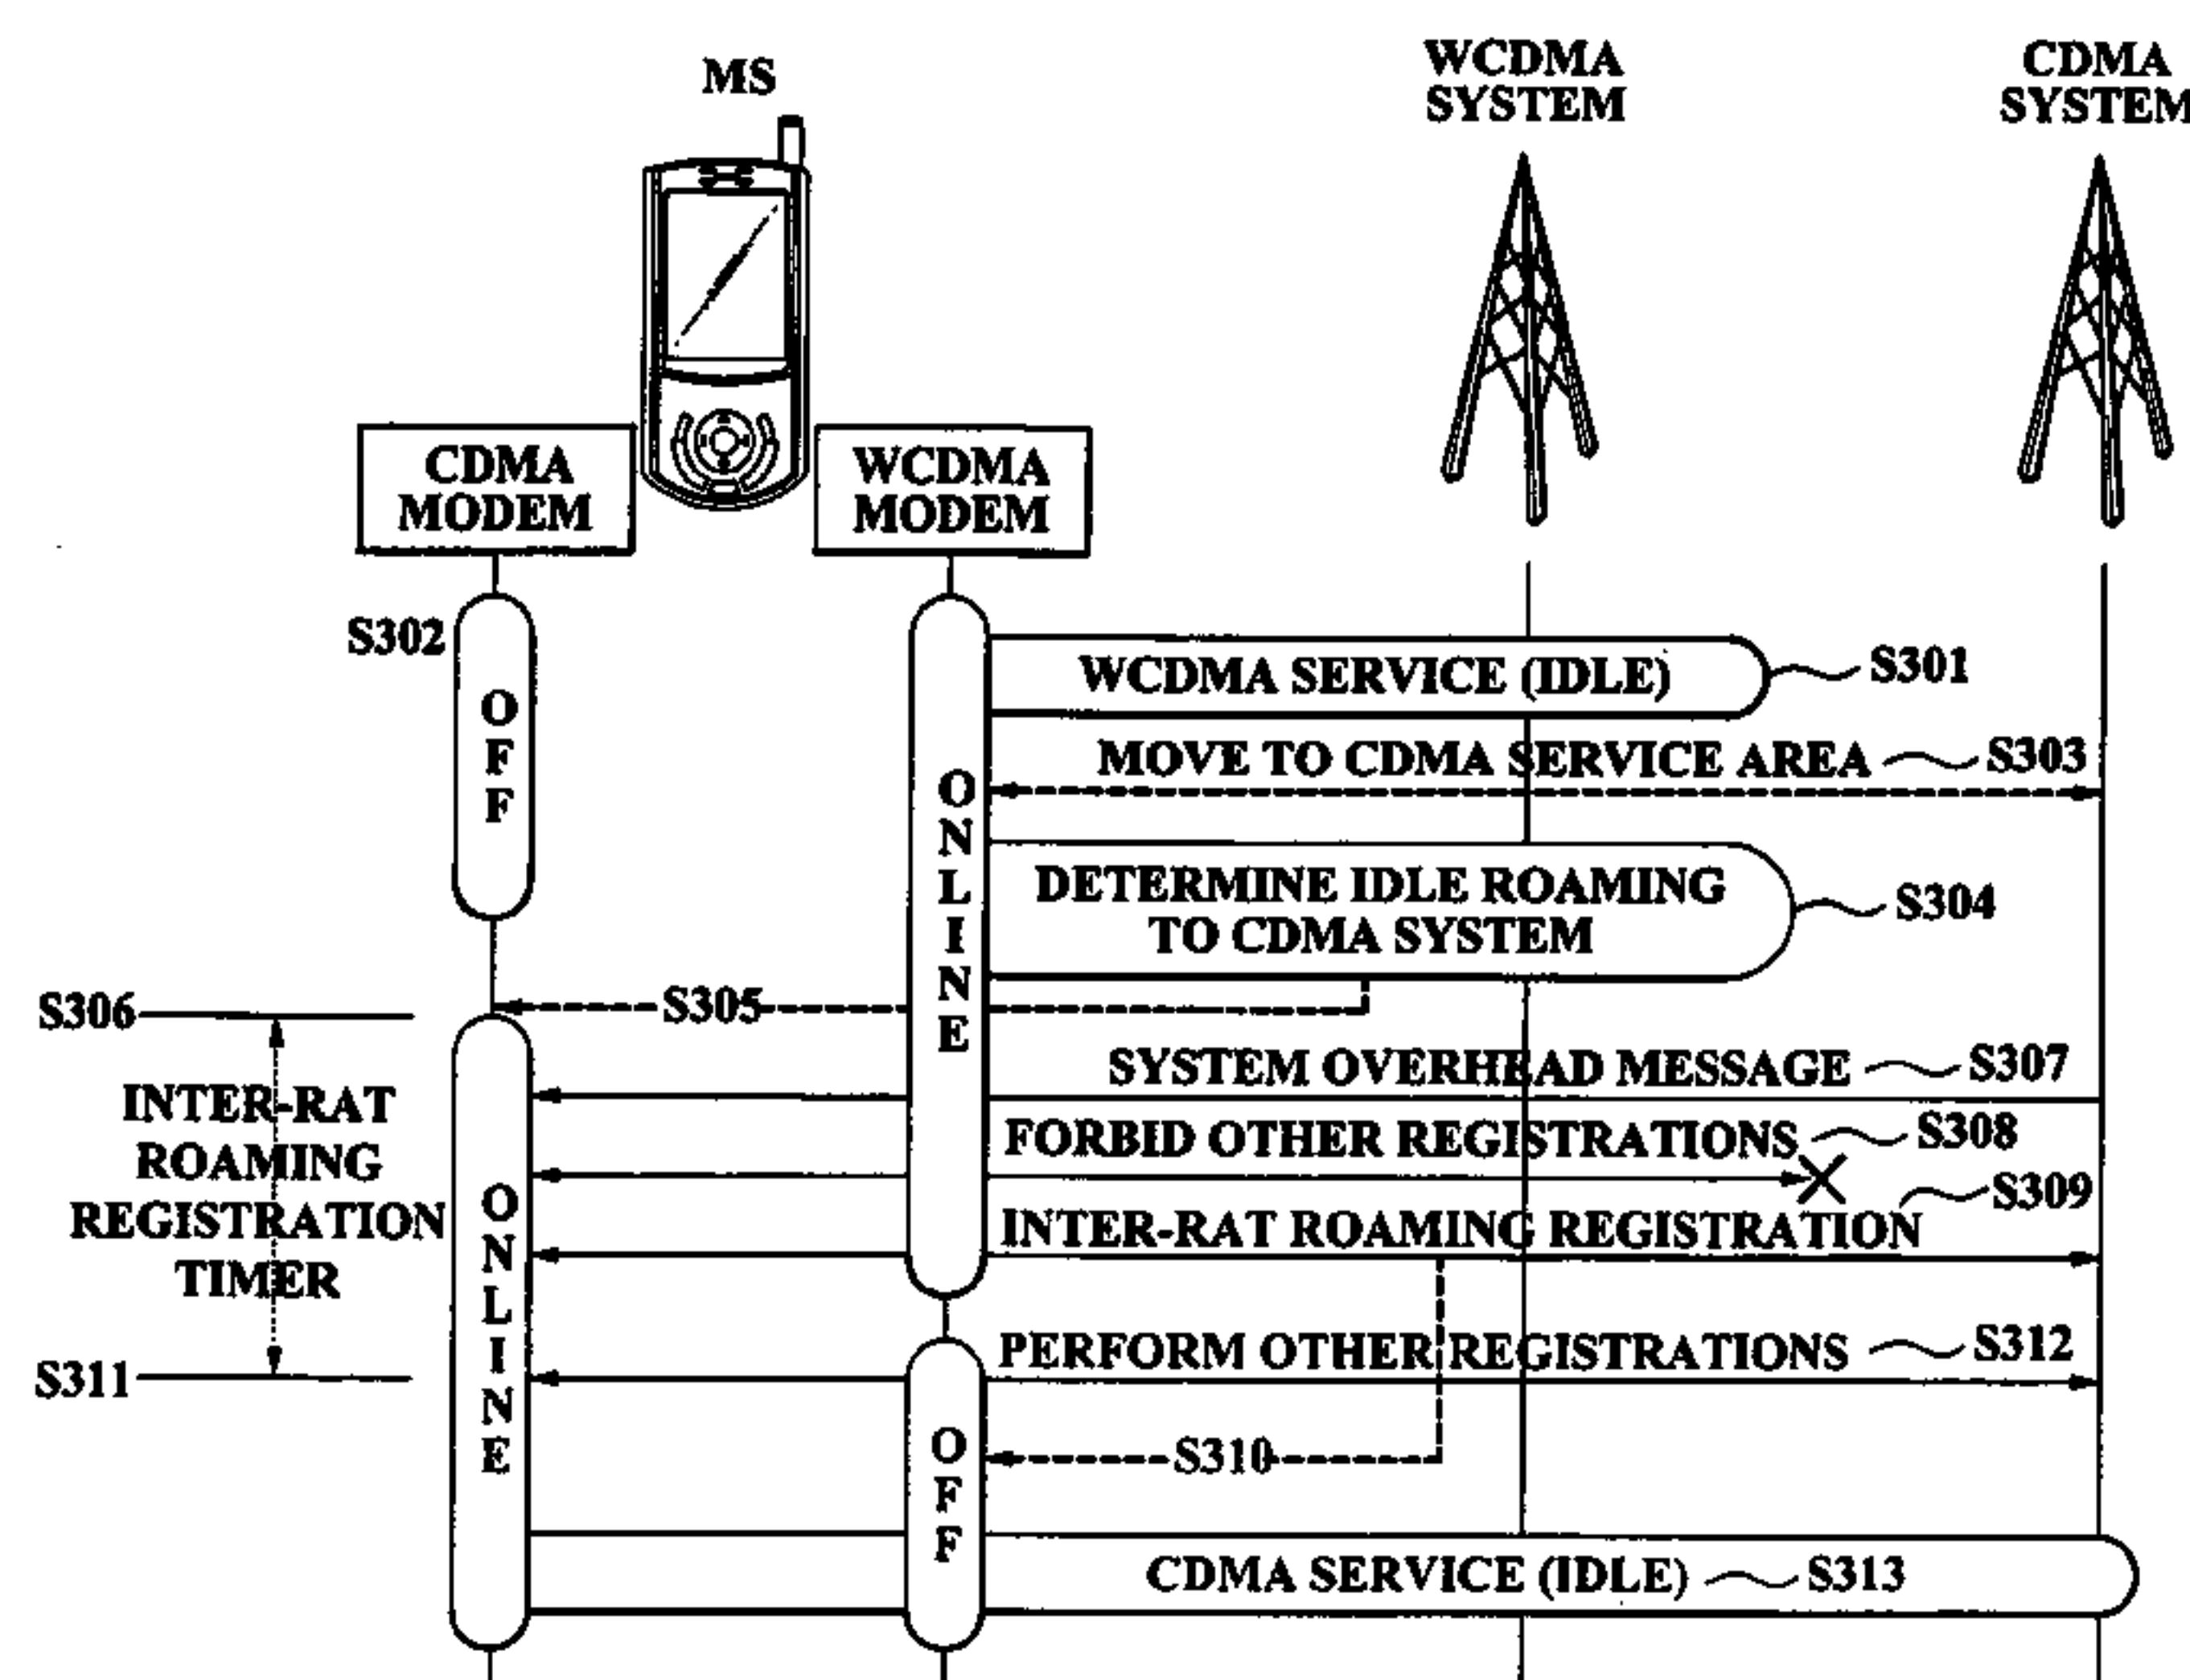 MS
WCDMA
SYSTEM
CDMA
SYSTEM
CDMA
MODEM
WCDMA
MODEM
S302
OFF
ONLINE
WCDMA SERVICE (IDLE)
S301
MOVE TO CDMA SERVICE AREA
S303
DETERMINE IDLE ROAMING
TO CDMA SYSTEM
S304
S305
S306
INTER-RAT
ROAMING
REGISTRATION
TIMER
S311
ONLINE
SYSTEM OVERHEAD MESSAGE
S307
FORBID OTHER REGISTRATIONS
S308
S309
INTER-RAT ROAMING REGISTRATION
PERFORM OTHER REGISTRATIONS
S312
OFF
S310
CDMA SERVICE (IDLE)
S313